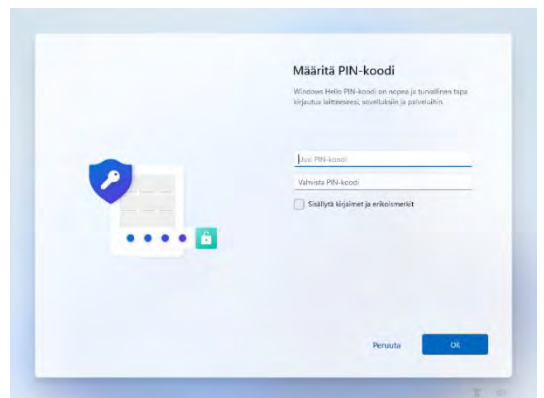 Määritä PIN-koodi
Windows Hello PIN-koodi on nopea ja turvallinen tapa
kirjautua laitteeseesi, sovelluksiin ja palveluihin.
Uusi PIN-koodi
Vahvista PIN-koodi
Sisällytä kirjaimet ja erikoismerkit
Peruuta
OK